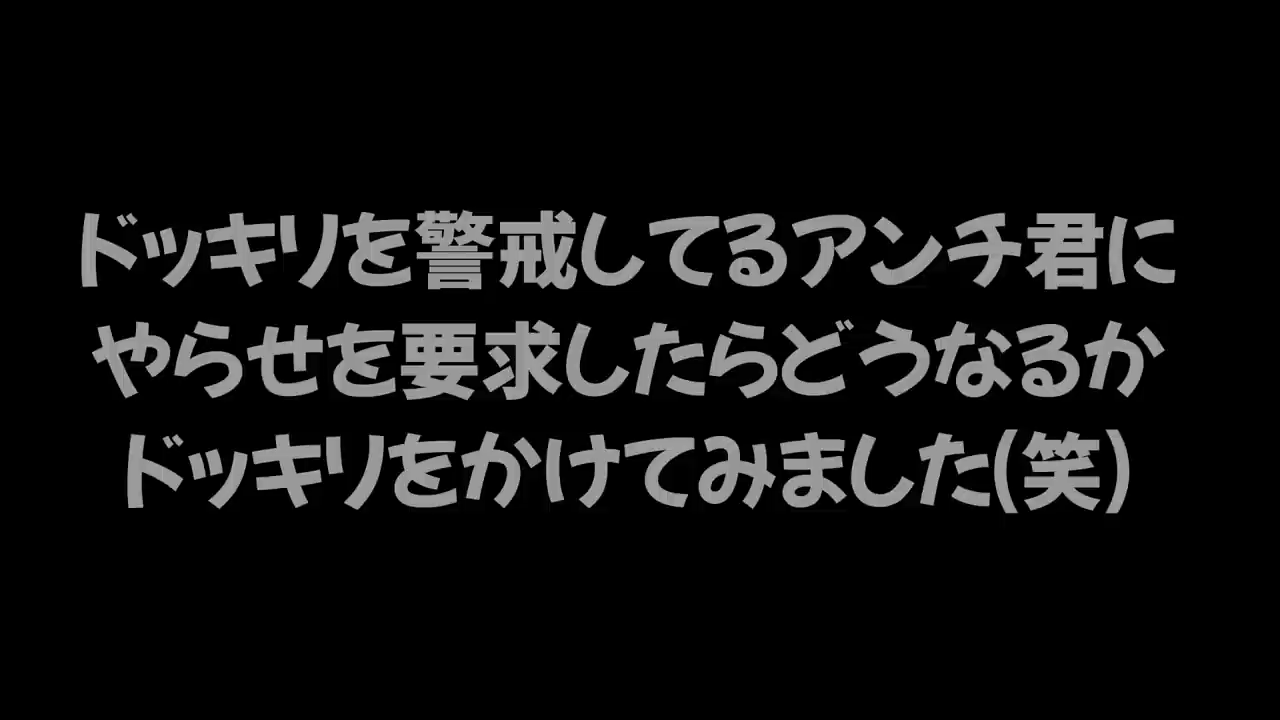 ドッキリを警戒してるアンチ君に
やらせを要求したらどうなるか
ドッキリをかけてみました(笑)